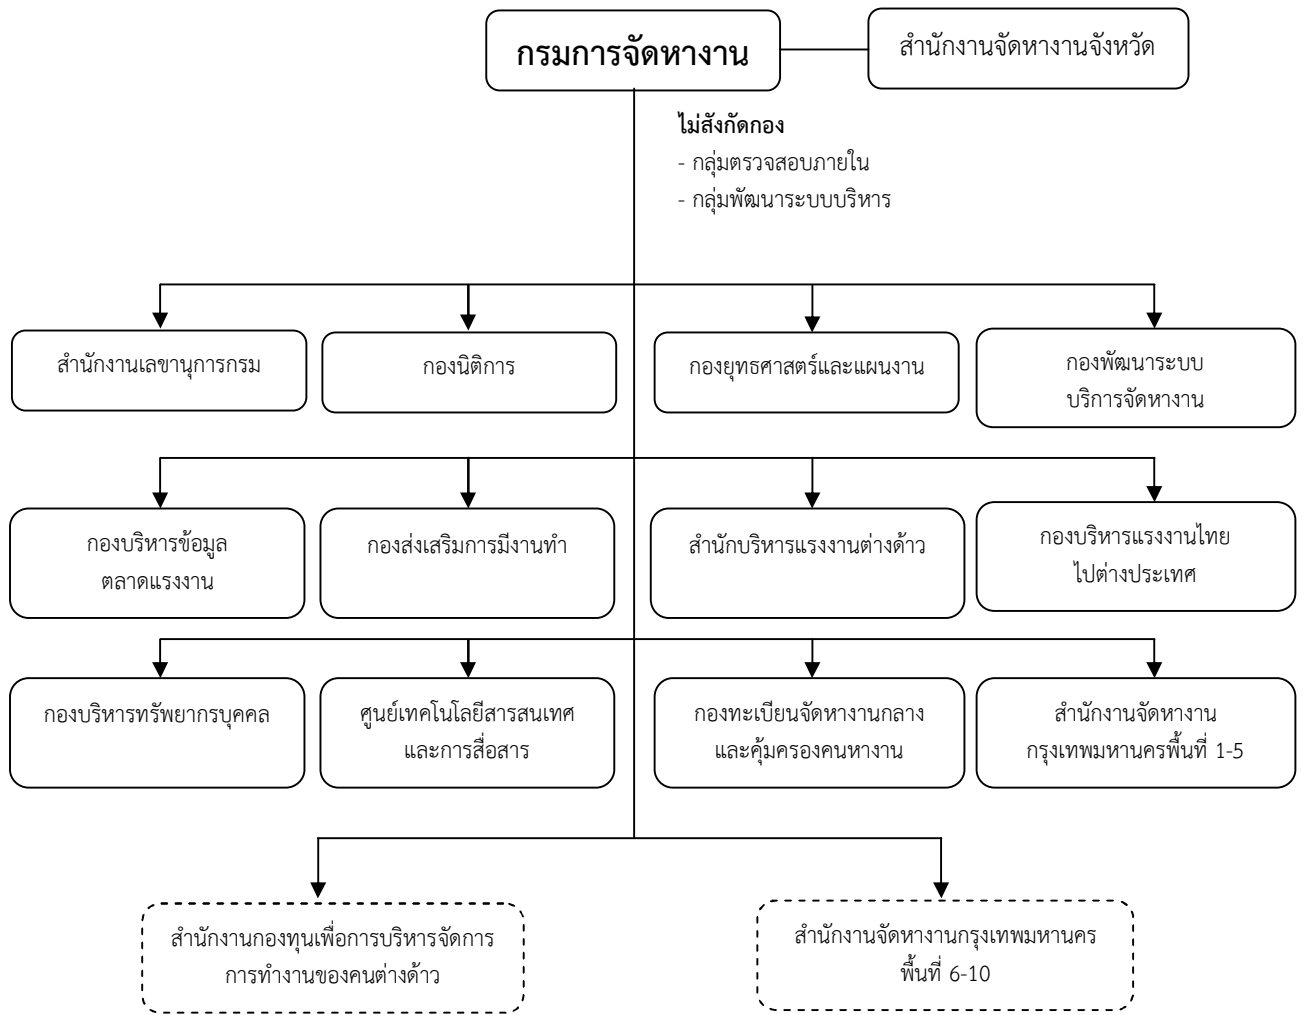 กรมการจัดหางาน
สำนักงานจัดหางานจังหวัด
ไม่สังกัดกอง
- กลุ่มตรวจสอบภายใน
- กลุ่มพัฒนาระบบบริหาร
สำนักงานเลขานุการกรม
กองนิติการ
กองยุทธศาสตร์และแผนงาน
กองพัฒนาระบบ
บริการจัดหางาน
กองบริหารข้อมูล
ตลาดแรงงาน
กองส่งเสริมการมีงานทำ
สำนักบริหารแรงงานต่างด้าว
กองบริหารแรงงานไทย
ไปต่างประเทศ
กองบริหารทรัพยากรบุคคล
ศูนย์เทคโนโลยีสารสนเทศ
และการสื่อสาร
กองทะเบียนจัดหางานกลาง
และคุ้มครองคนหางาน
สำนักงานจัดหางาน
กรุงเทพมหานครพื้นที่ 1-5
สำนักงานกองทุนเพื่อการบริหารจัดการ
การทำงานของคนต่างด้าว
สำนักงานจัดหางานกรุงเทพมหานคร
พื้นที่ 6-10